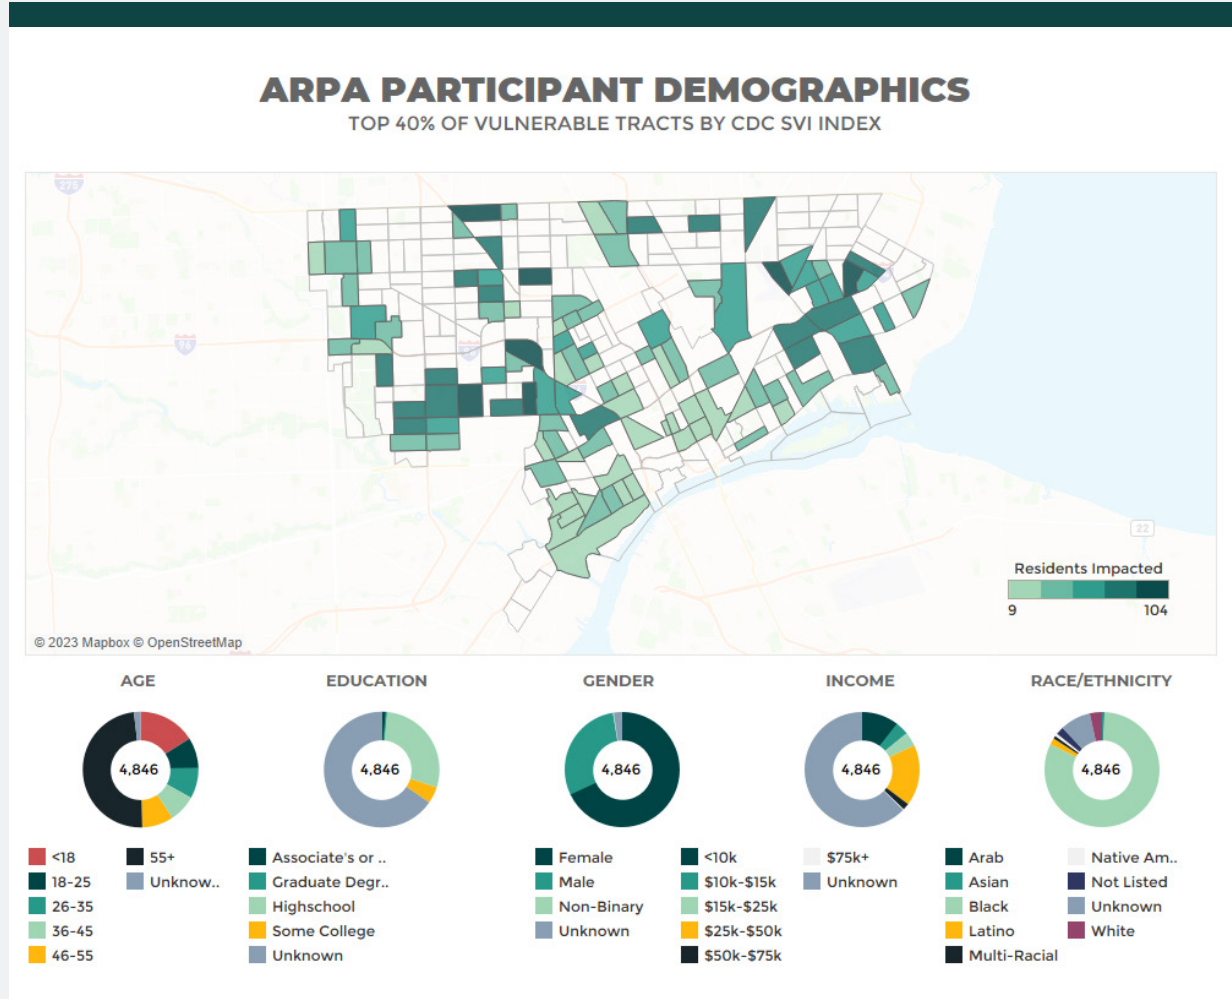 ARPA PARTICIPANT DEMOGRAPHICS
TOP 40% OF VULNERABLE TRACTS BY CDC SVI INDEX
275
96
22
Residents Impacted
9 104
© 2023 Mapbox © OpenStreetMap
AGE
4,846
<18
18-25
26-35
36-45
46-55
55+
Unknow..
EDUCATION
4,846
Associate's or ..
Graduate Degr..
Highschool
Some College
Unknown
GENDER
4,846
Female
Male
Non-Binary
Unknown
INCOME
4,846
<10k
$10k-$15k
$15k-$25k
$25k-$50k
$50k-$75k
$75k+
Unknown
RACE/ETHNICITY
4,846
Arab
Asian
Black
Latino
Multi-Racial
Native Am..
Not Listed
Unknown
White